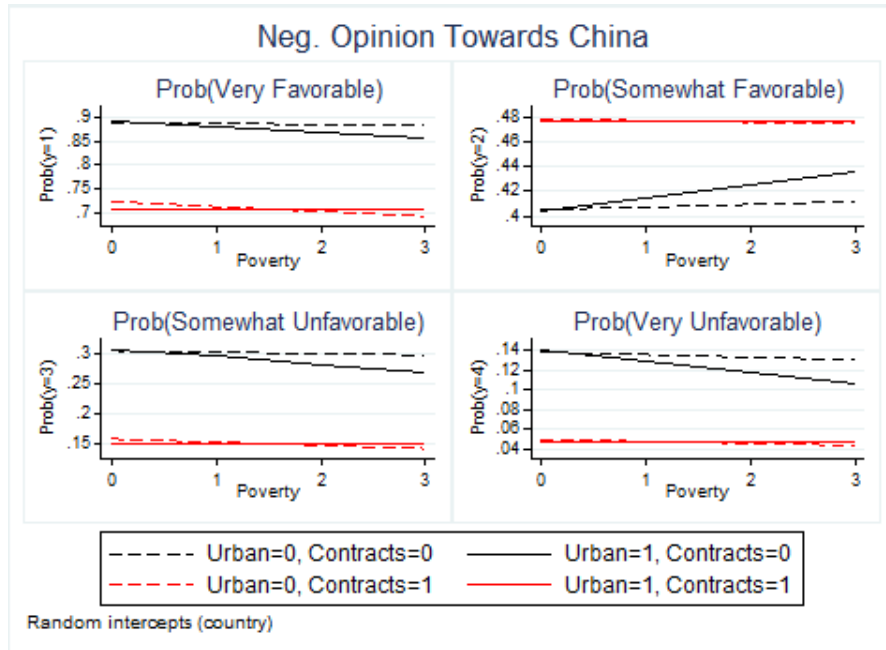 Neg. Opinion Towards China
Prob(Very Favorable)
Prob(y=1)
.9
.85
.8
.75
.7
0 1 2 3
Poverty
Prob(Somewhat Favorable)
Prob(y=2)
.48
.46
.44
.42
.4
0 1 2 3
Poverty
Prob(Somewhat Unfavorable)
Prob(y=3)
.3
.25
.2
.15
0 1 2 3
Poverty
Prob(Very Unfavorable)
Prob(y=4)
.14
.12
.1
.08
.06
.04
0 1 2 3
Poverty
Urban=0, Contracts=0 Urban=1, Contracts=0
Urban=0, Contracts=1 Urban=1, Contracts=1
Random intercepts (country)